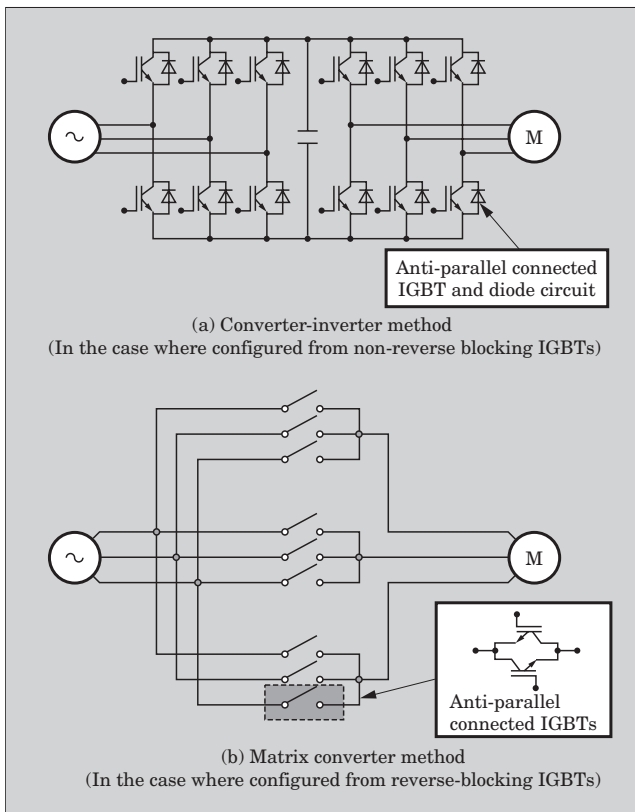 M
Anti-parallel connected
IGBT and diode circuit
(a) Converter-inverter method
(In the case where configured from non-reverse blocking IGBTs)
M
Anti-parallel
connected IGBTs
(b) Matrix converter method
(In the case where configured from reverse-blocking IGBTs)